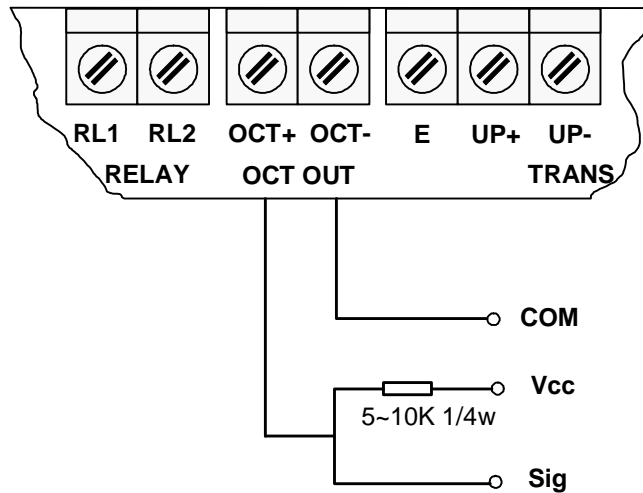 RL1 RL2 OCT+ OCT- E UP+ UP-
RELAY OCT OUT TRANS
COM
Vcc
5~10K 1/4w
Sig